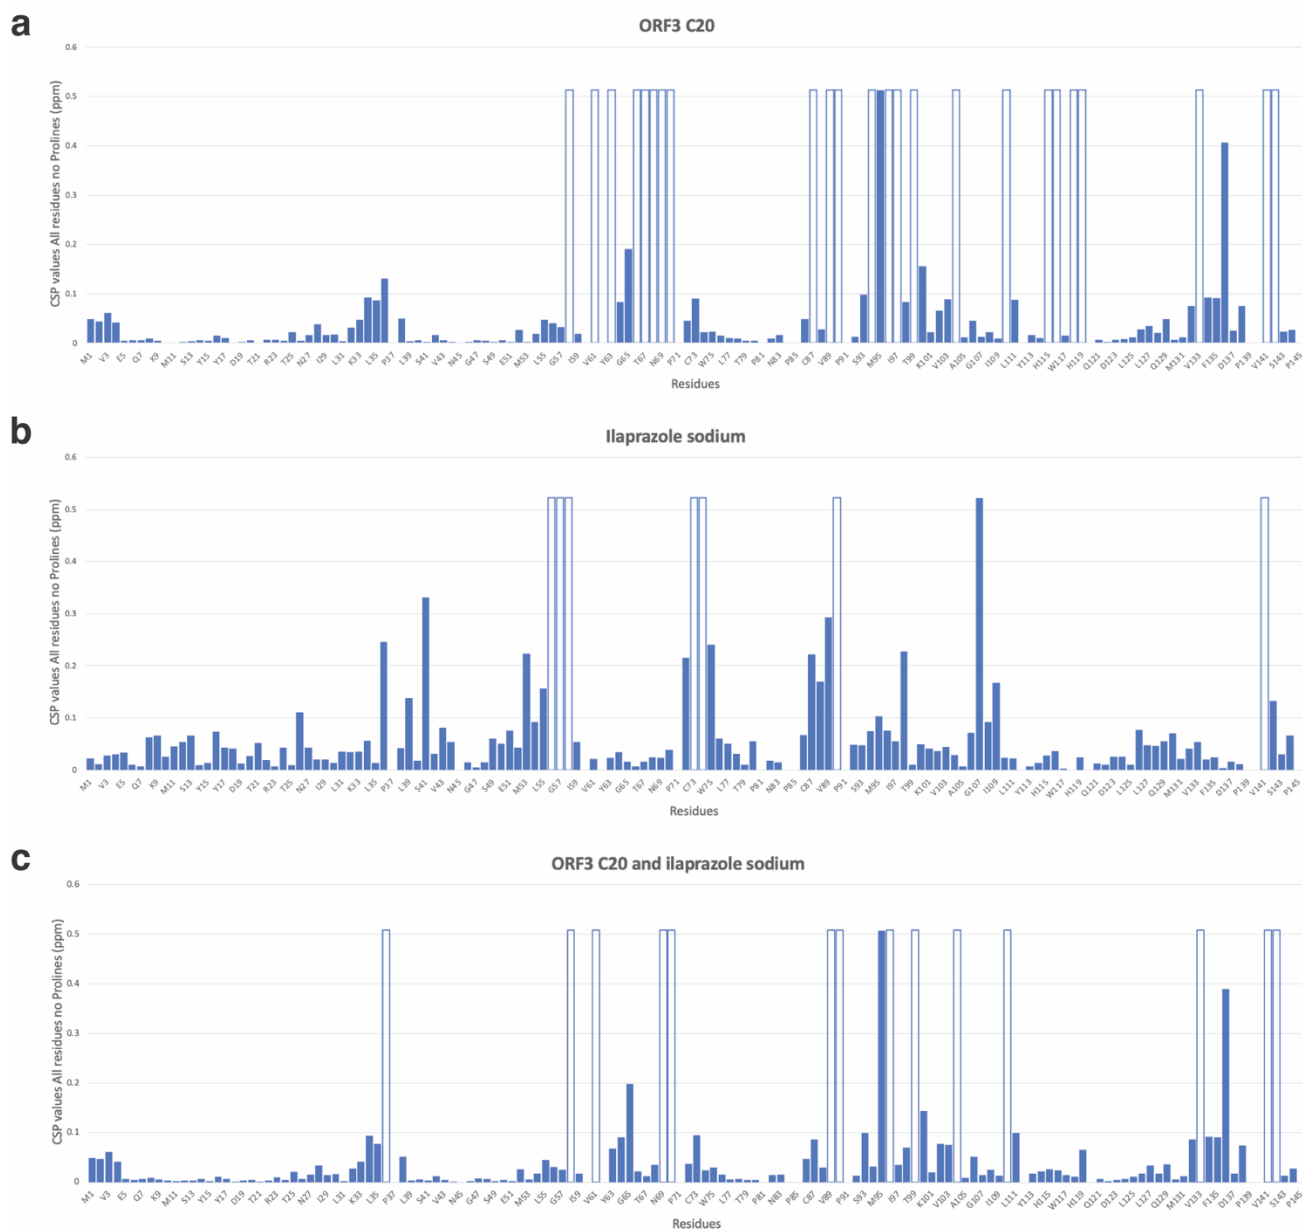 a
ORF3 C20
CSP values All residues no Prolines (ppm)
0.6
0.5
0.4
0.3
0.2
0.1
0
M1 V3 E5 Q7 K9 M11 S13 Y15 Y17 D19 T21 R23 T25 N27 I29 L31 K33 L35 P37 L39 S41 V43 N45 G47 S49 E51 M53 L55 G57 I59 V61 Y63 G65 T67 N69 P71 C73 W75 L77 T79 P81 N83 P85 C87 V89 P91 S93 M95 I97 T99 K101 V103 A105 G107 I109 L111 Y113 H115 W117 H119 Q121 D123 L125 L127 Q129 M131 V133 F135 D137 P139 V141 S143 P145
Residues
b
Ilaprazole sodium
CSP values All residues no Prolines (ppm)
0.6
0.5
0.4
0.3
0.2
0.1
0
M1 V3 E5 Q7 K9 M11 S13 Y15 Y17 D19 T21 R23 T25 N27 I29 L31 K33 L35 P37 L39 S41 V43 N45 G47 S49 E51 M53 L55 G57 I59 V61 Y63 G65 T67 N69 P71 C73 W75 L77 T79 P81 N83 P85 C87 V89 P91 S93 M95 I97 T99 K101 V103 A105 G107 I109 L111 Y113 H115 W117 H119 Q121 D123 L125 L127 Q129 M131 V133 F135 D137 P139 V141 S143 P145
Residues
c
ORF3 C20 and ilaprazole sodium
CSP values All residues no Prolines (ppm)
0.6
0.5
0.4
0.3
0.2
0.1
0
M1 V3 E5 Q7 K9 M11 S13 Y15 Y17 D19 T21 R23 T25 N27 I29 L31 K33 L35 P37 L39 S41 V43 N45 G47 S49 E51 M53 L55 G57 I59 V61 Y63 G65 T67 N69 P71 C73 W75 L77 T79 P81 N83 P85 C87 V89 P91 S93 M95 I97 T99 K101 V103 A105 G107 I109 L111 Y113 H115 W117 H119 Q121 D123 L125 L127 Q129 M131 V133 F135 D137 P139 V141 S143 P145
Residues